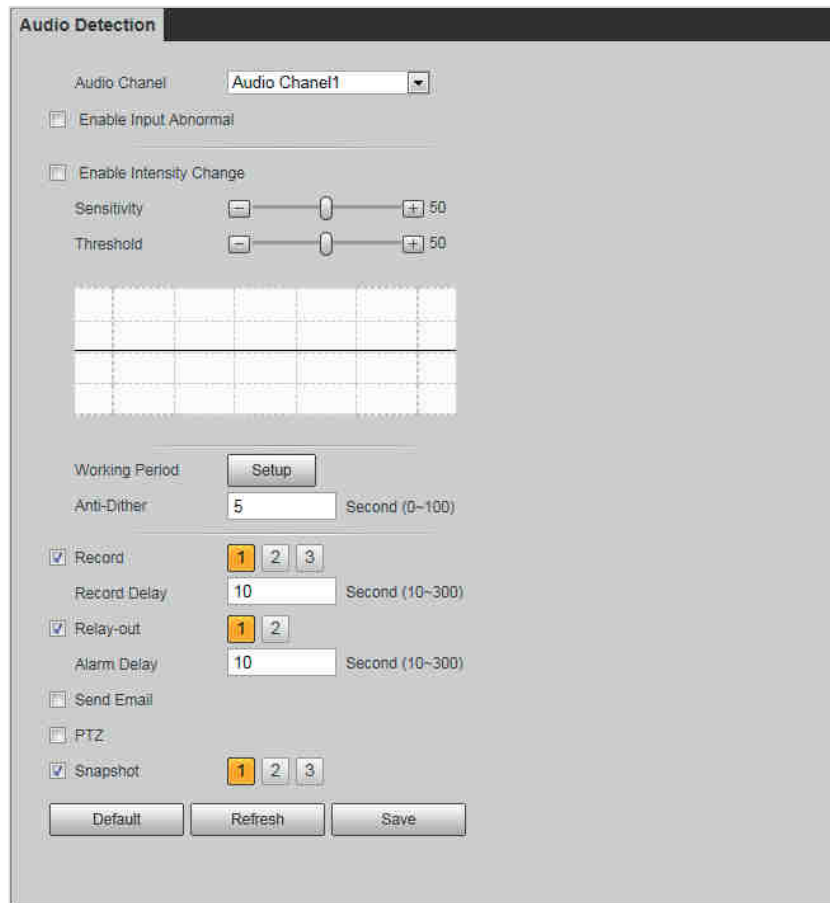 Audio Detection
Audio Chanel Audio Chanel1
Enable Input Abnormal
Enable Intensity Change
Sensitivity 50
Threshold 50
Working Period Setup
Anti-Dither 5 Second (0~100)
Record 1 2 3
Record Delay 10 Second (10~300)
Relay-out 1 2
Alarm Delay 10 Second (10~300)
Send Email
PTZ
Snapshot 1 2 3
Default Refresh Save